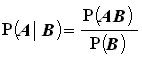 P(A|B) = P(AB) / P(B)